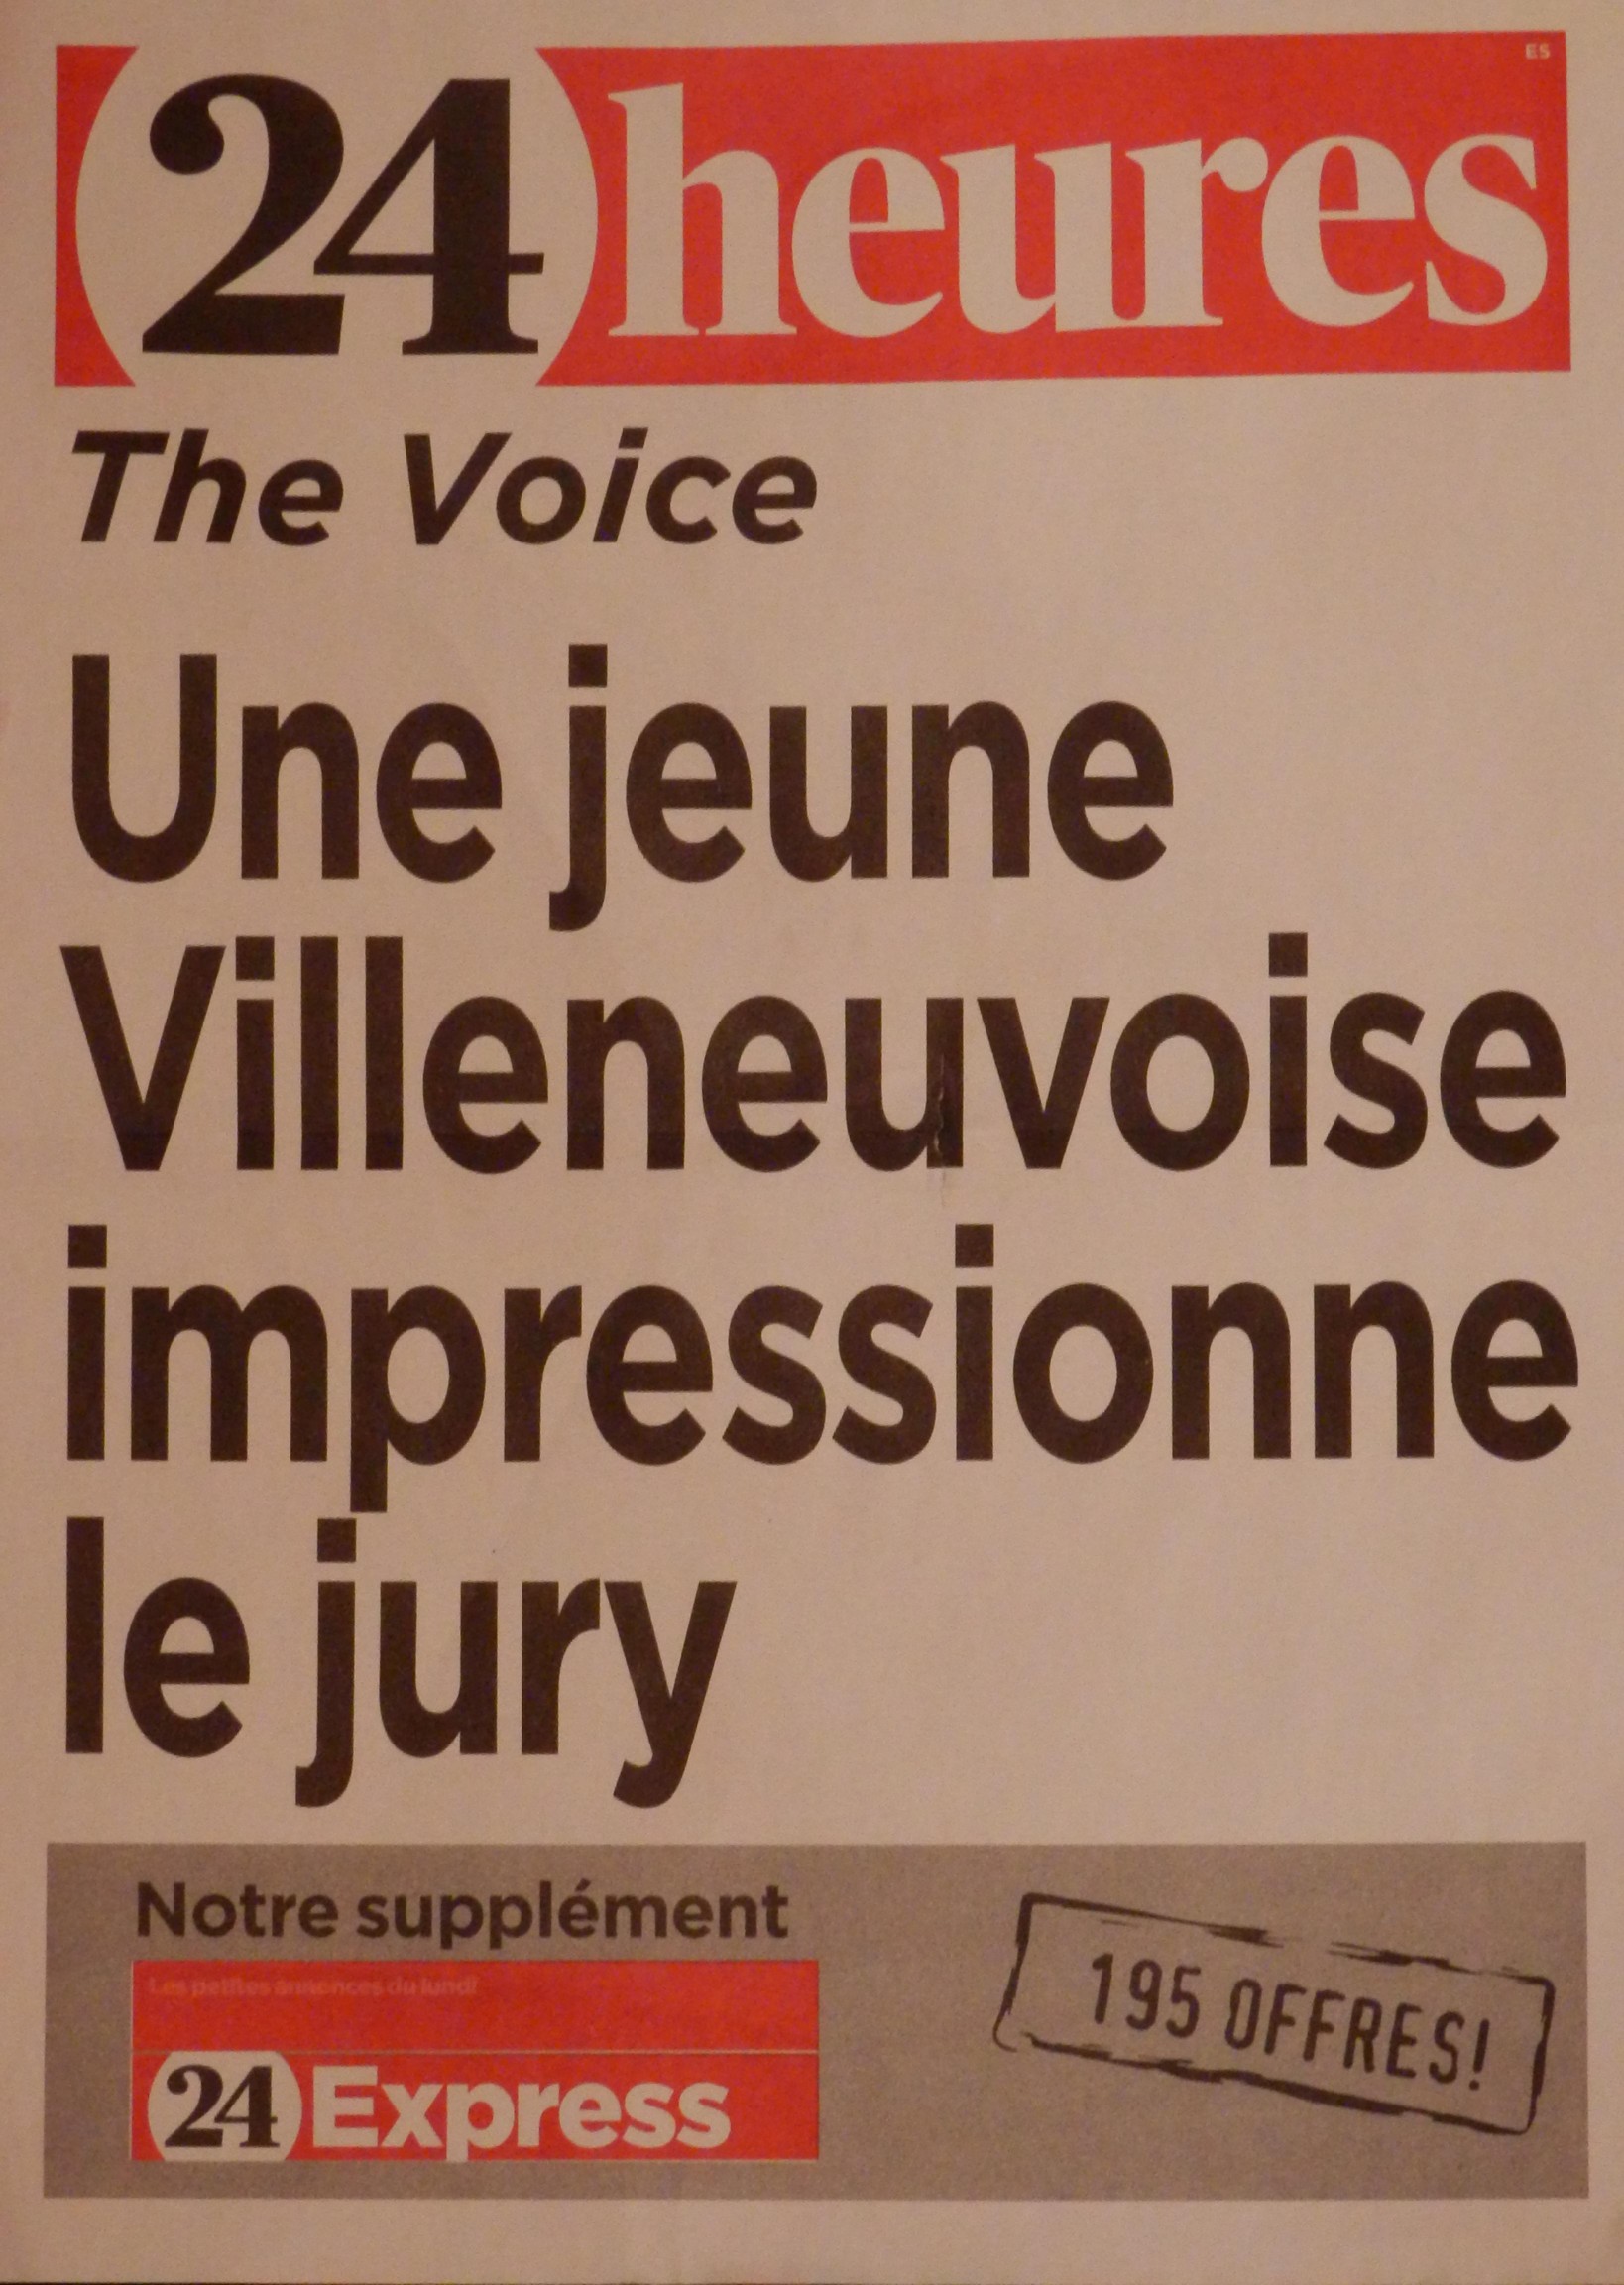 24 heures
ES
The Voice
Une jeune
Villeneuvoise
impressionne
le jury
Notre supplément
Les petites annonces du lundi
24 Express
195 OFFRES!